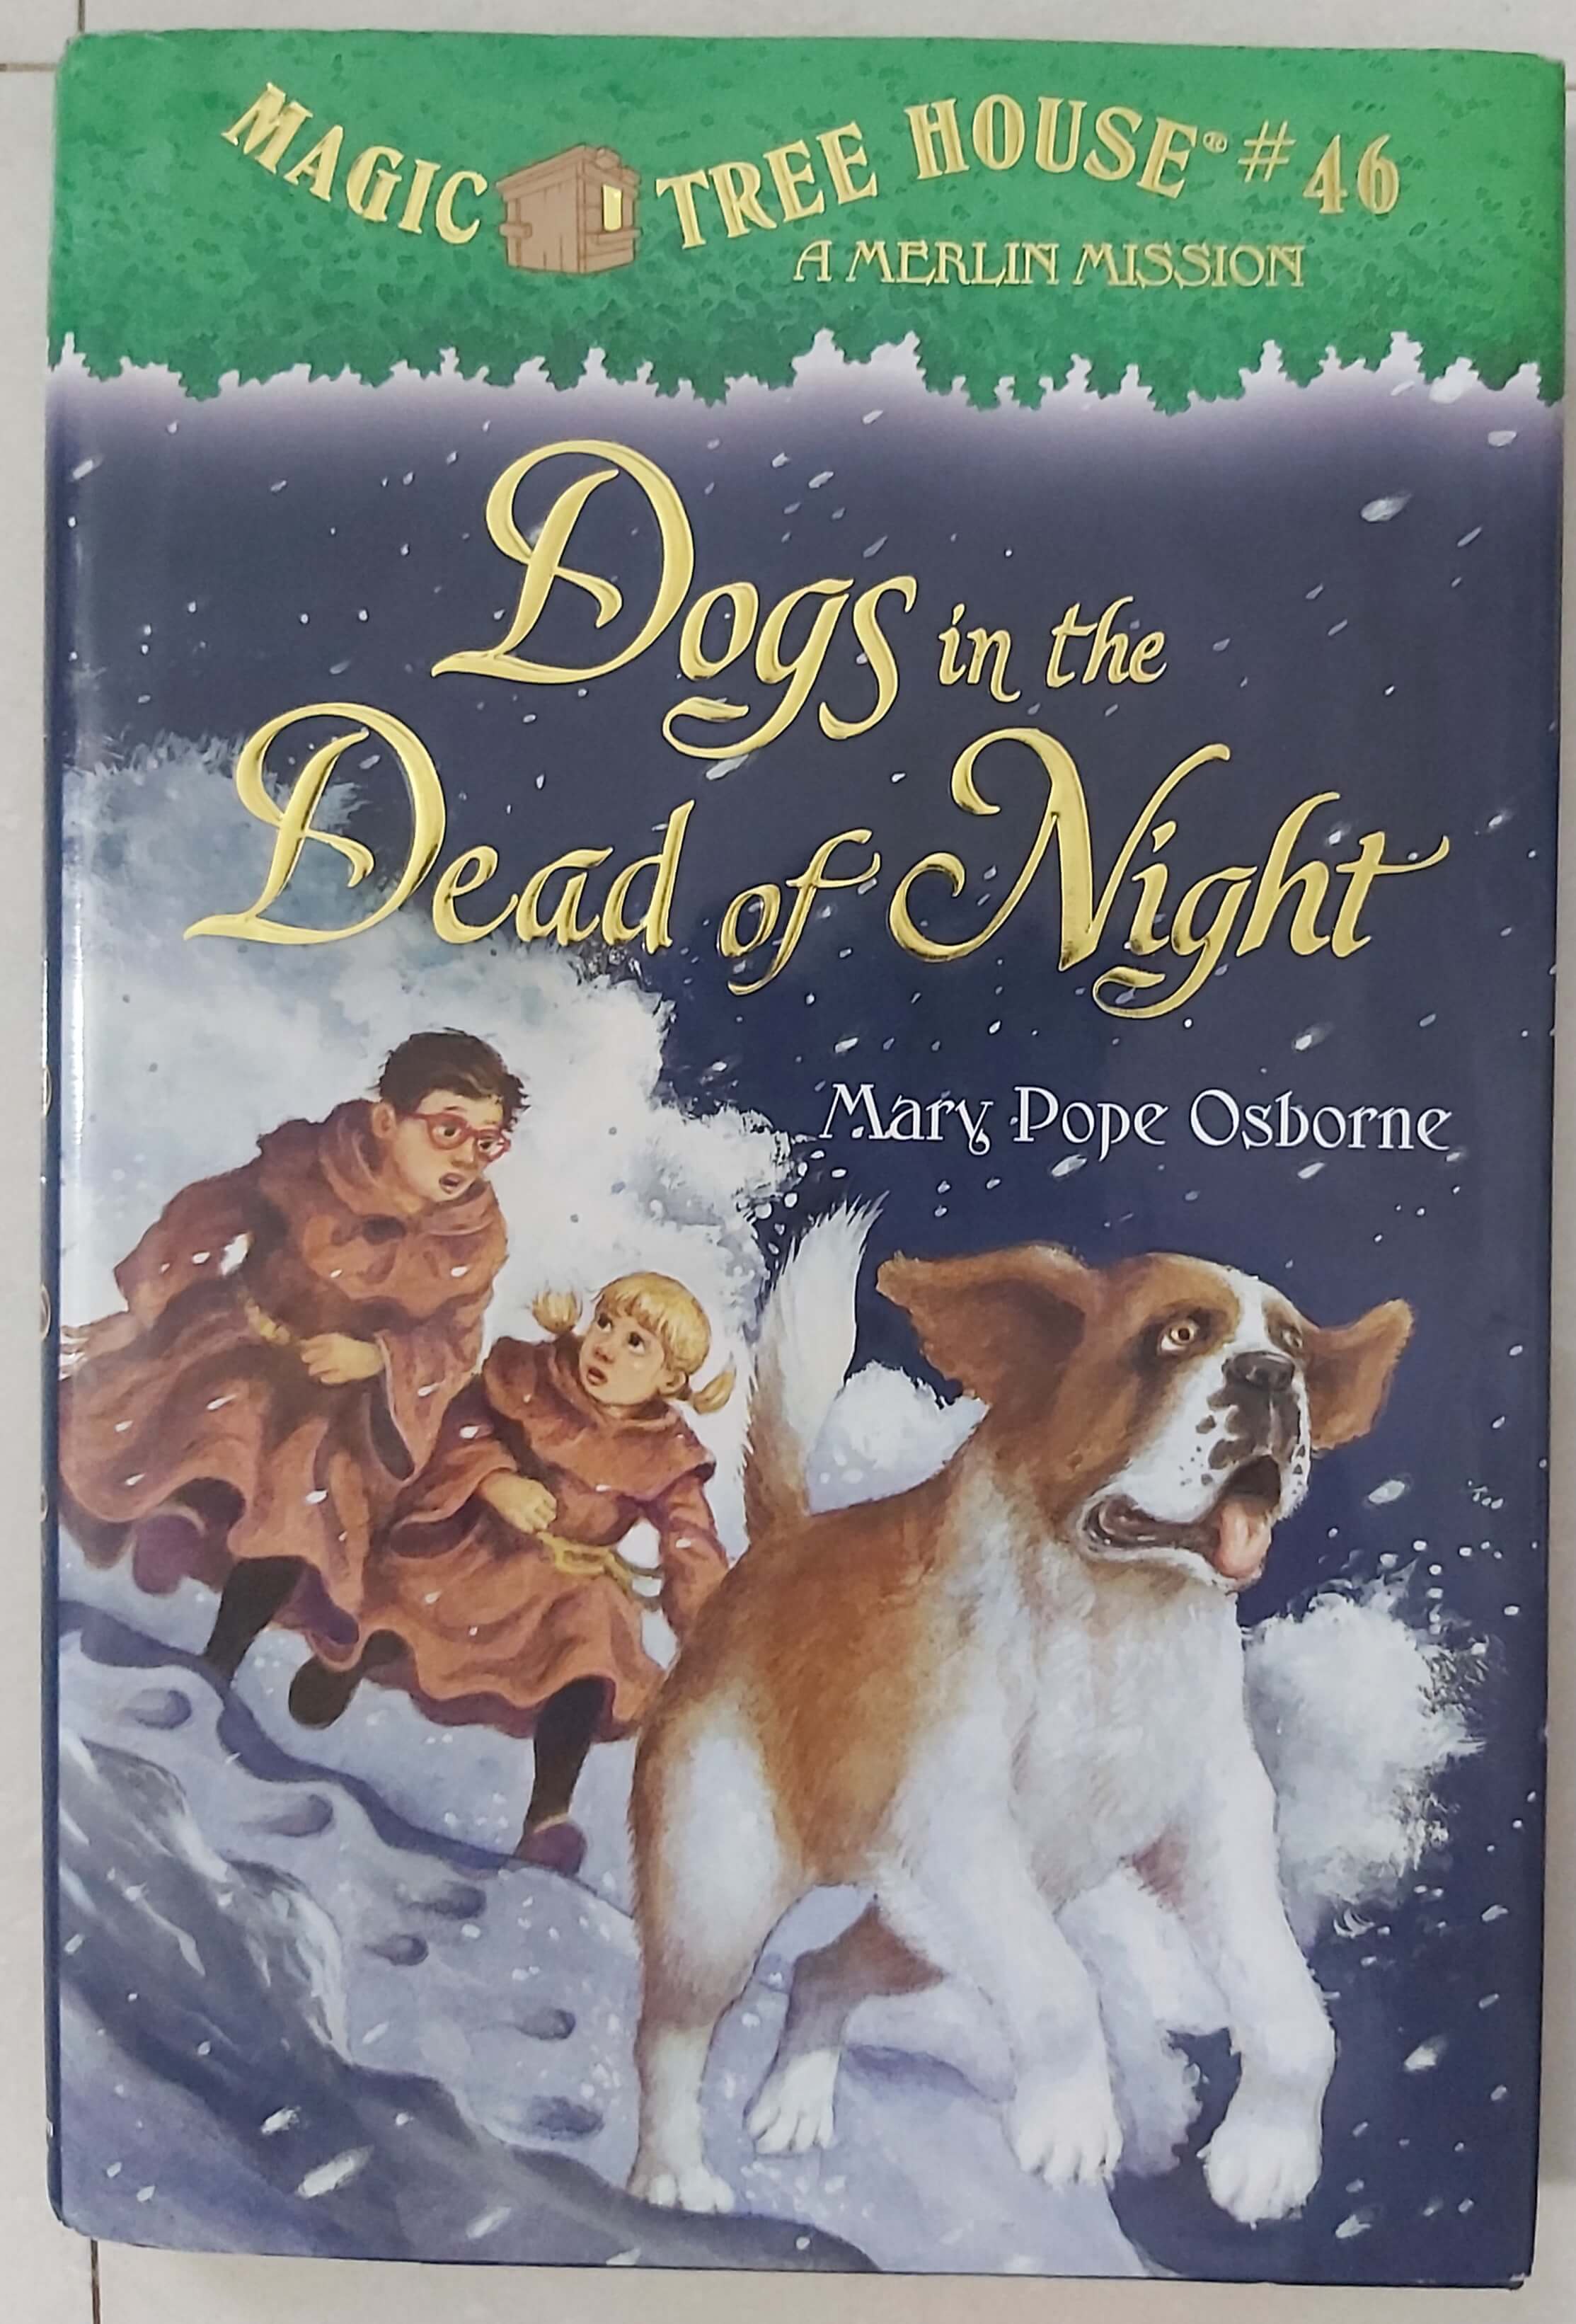 MAGIC TREE HOUSE® #46
A MERLIN MISSION
Dogs in the
Dead of Night
Mary Pope Osborne